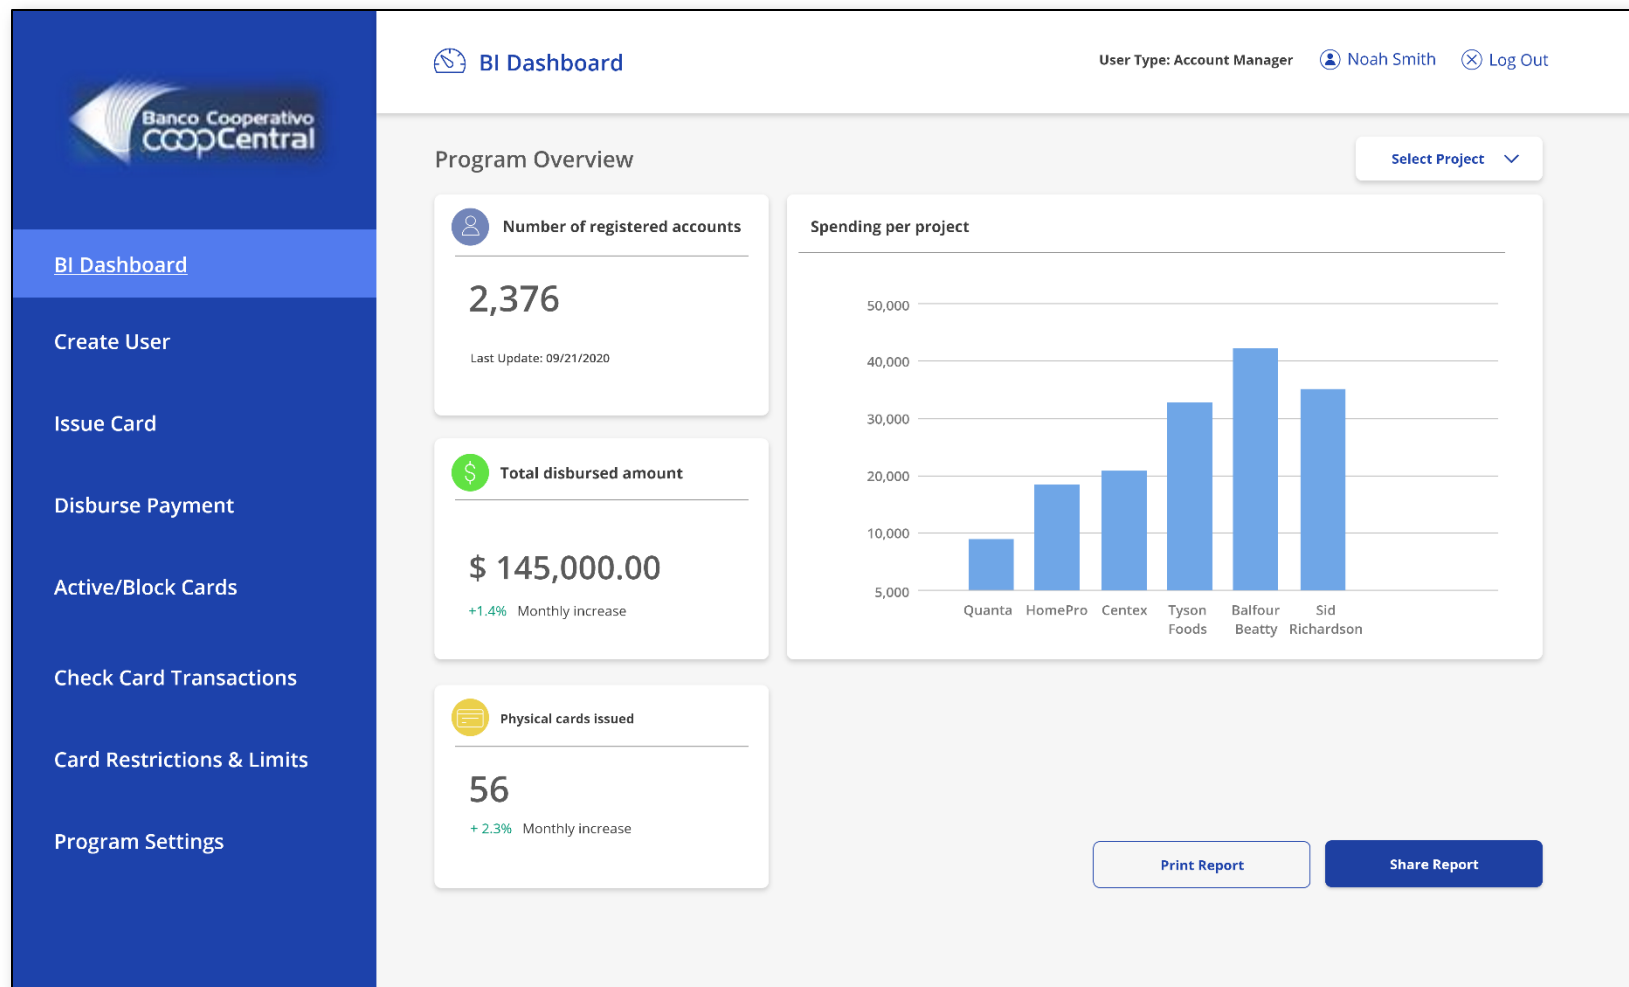 Banco Cooperativo
coopCentral
BI Dashboard
Create User
Issue Card
Disburse Payment
Active/Block Cards
Check Card Transactions
Card Restrictions & Limits
Program Settings
BI Dashboard
User Type: Account Manager
Noah Smith
Log Out
Program Overview
Select Project
Number of registered accounts
2,376
Last Update: 09/21/2020
Total disbursed amount
$
$ 145,000.00
+1.4% Monthly increase
Physical cards issued
56
+ 2.3% Monthly increase
Spending per project
50,000
40,000
30,000
20,000
10,000
5,000
Quanta
HomePro
Centex
Tyson
Foods
Balfour
Beatty
Sid
Richardson
Print Report
Share Report